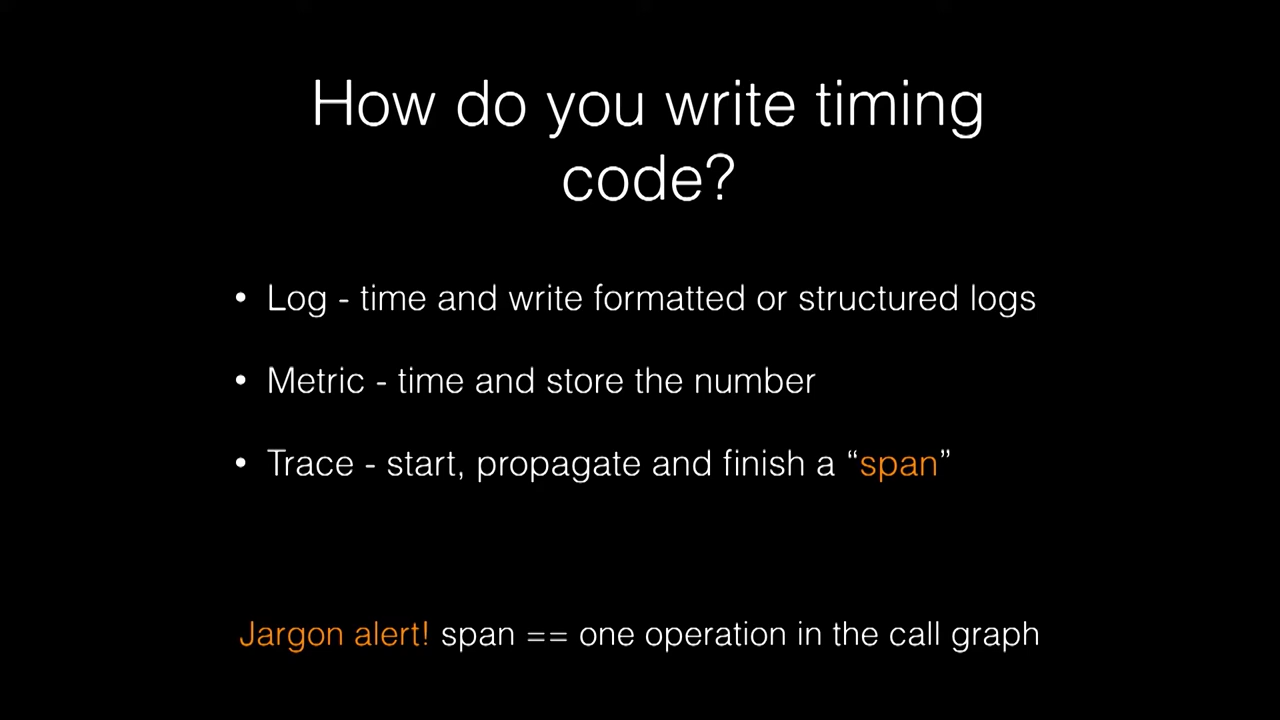 How do you write timing
code?
• Log - time and write formatted or structured logs
• Metric - time and store the number
• Trace - start, propagate and finish a “span”
Jargon alert! span == one operation in the call graph